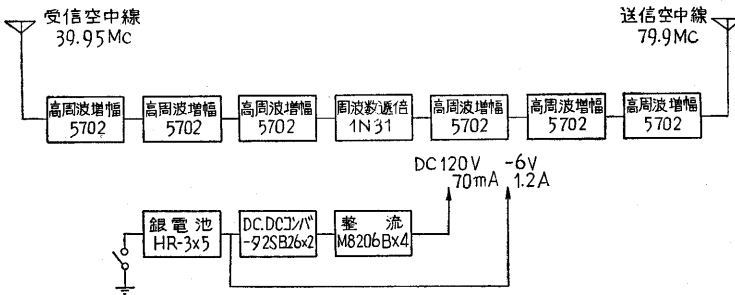 受信空中線
39.95MC
送信空中線
79.9MC
高周波増幅
5702
高周波増幅
5702
高周波増幅
5702
周波数逓倍
1N31
高周波増幅
5702
高周波増幅
5702
高周波増幅
5702
DC120V
70mA
-6V
1.2A
銀電池
HR-3x5
DC.DCコンバ
-タ2SB26x2
整流
M8206Bx4